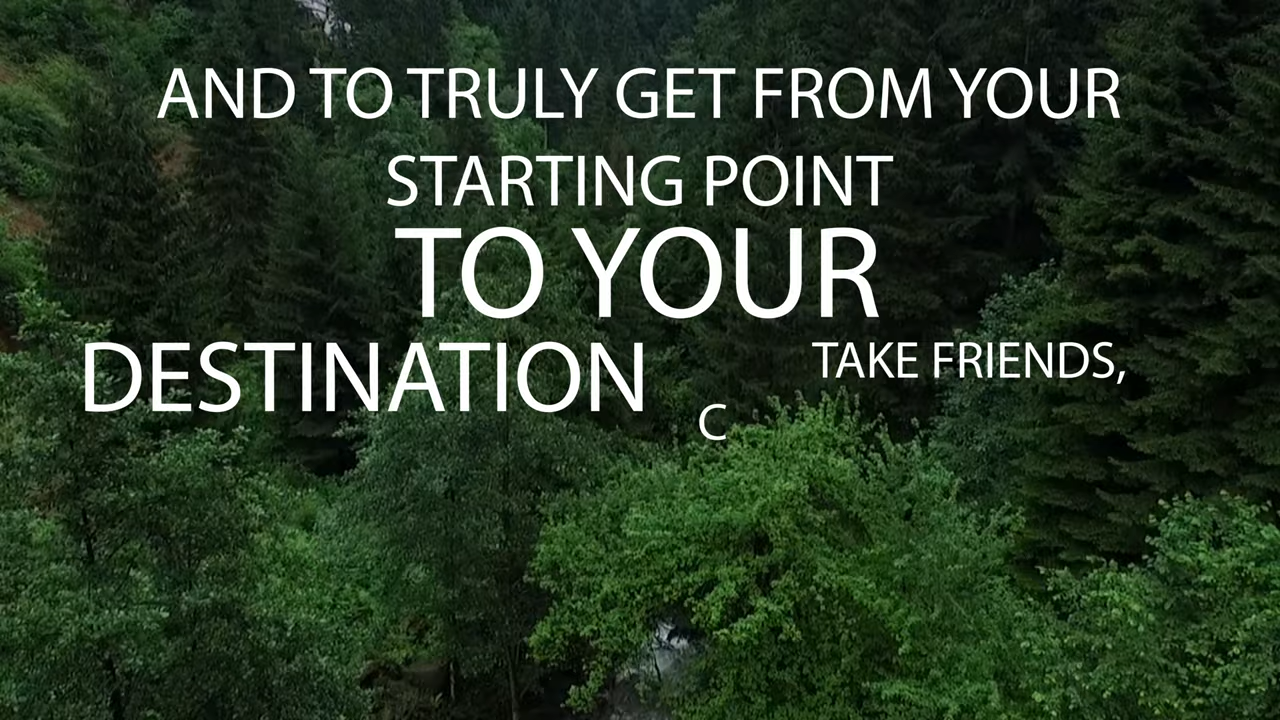 AND TO TRULY GET FROM YOUR
STARTING POINT
TO YOUR
DESTINATION
TAKE FRIENDS,
C